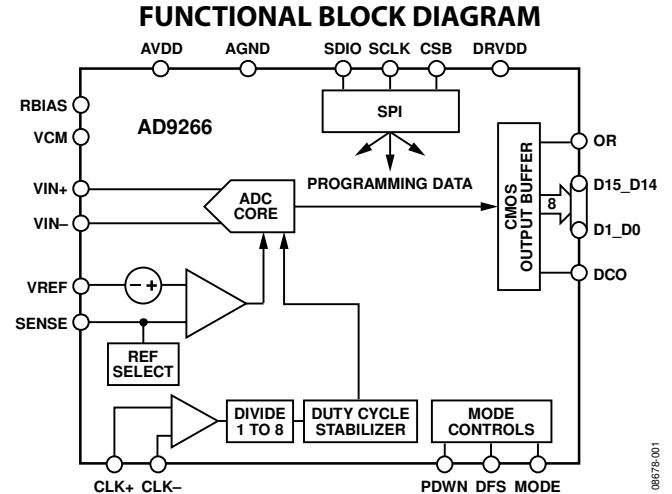 FUNCTIONAL BLOCK DIAGRAM
AVDD AGND SDIO SCLK CSB DRVDD
RBIAS
VCM
AD9266
SPI
PROGRAMMING DATA
VIN+
VIN–
ADC
CORE
CMOS
OUTPUT BUFFER
8
OR
D15_D14
D1_D0
DCO
VREF
– +
SENSE
REF
SELECT
DIVIDE
1 TO 8
DUTY CYCLE
STABILIZER
MODE
CONTROLS
CLK+ CLK–
PDWN DFS MODE
08678-001